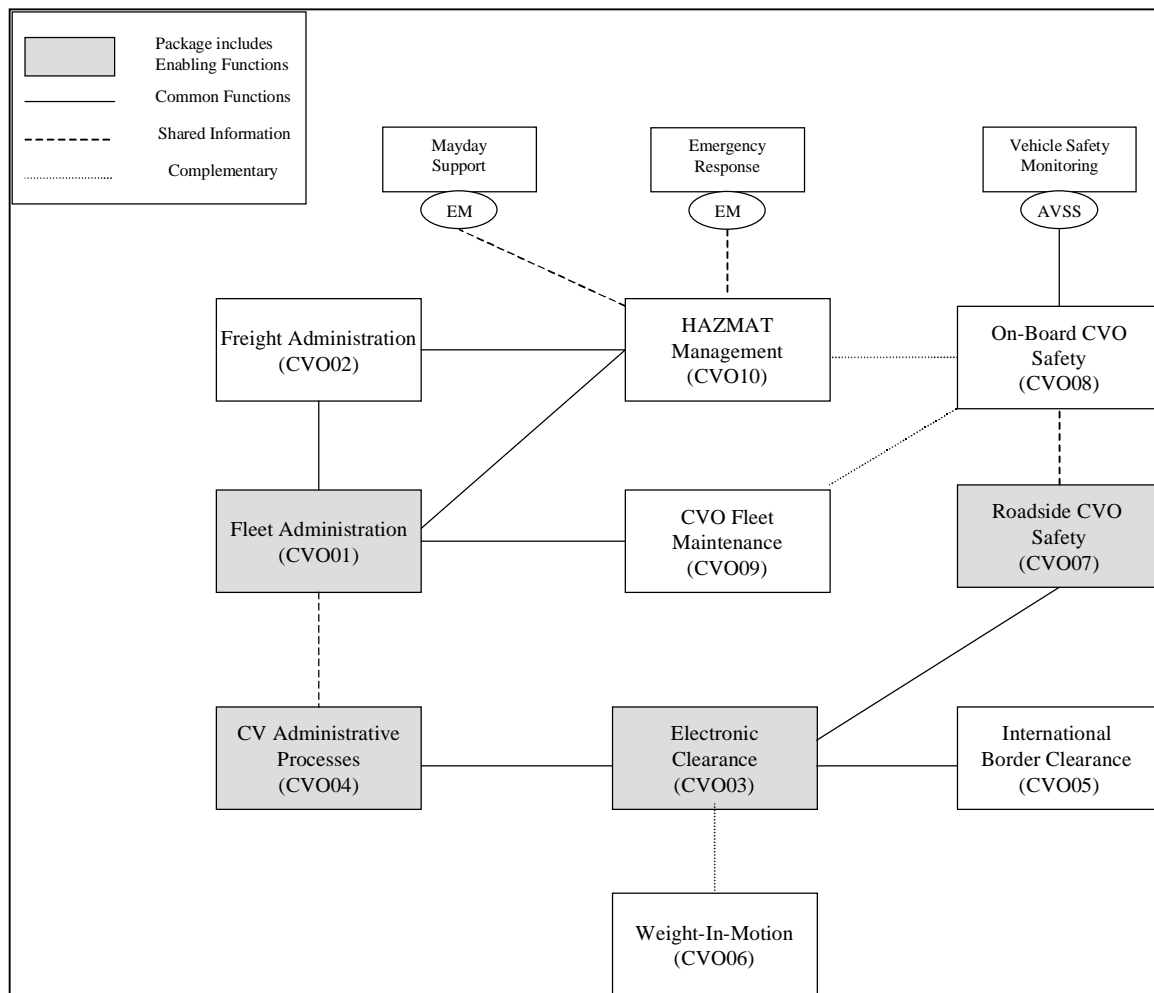 Package includes
Enabling Functions
Common Functions
Shared Information
Complementary
Mayday
Support
EM
Emergency
Response
EM
Vehicle Safety
Monitoring
AVSS
Freight Administration
(CVO02)
HAZMAT
Management
(CVO10)
On-Board CVO
Safety
(CVO08)
Fleet Administration
(CVO01)
CVO Fleet
Maintenance
(CVO09)
Roadside CVO
Safety
(CVO07)
CV Administrative
Processes
(CVO04)
Electronic
Clearance
(CVO03)
International
Border Clearance
(CVO05)
Weight-In-Motion
(CVO06)